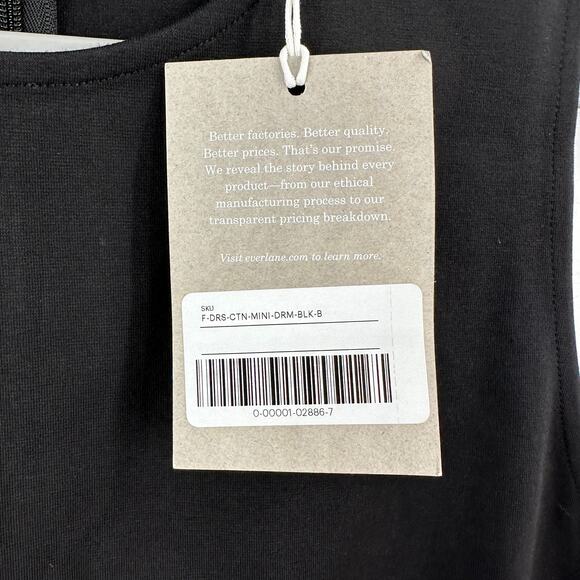 Better factories. Better quality.
Better prices. That's our promise.
We reveal the story behind every
product—from our ethical
manufacturing process to our
transparent pricing breakdown.
Visit everlane.com to learn more.
SKU
F-DRS-CTN-MINI-DRM-BLK-B
0-00001-02886-7